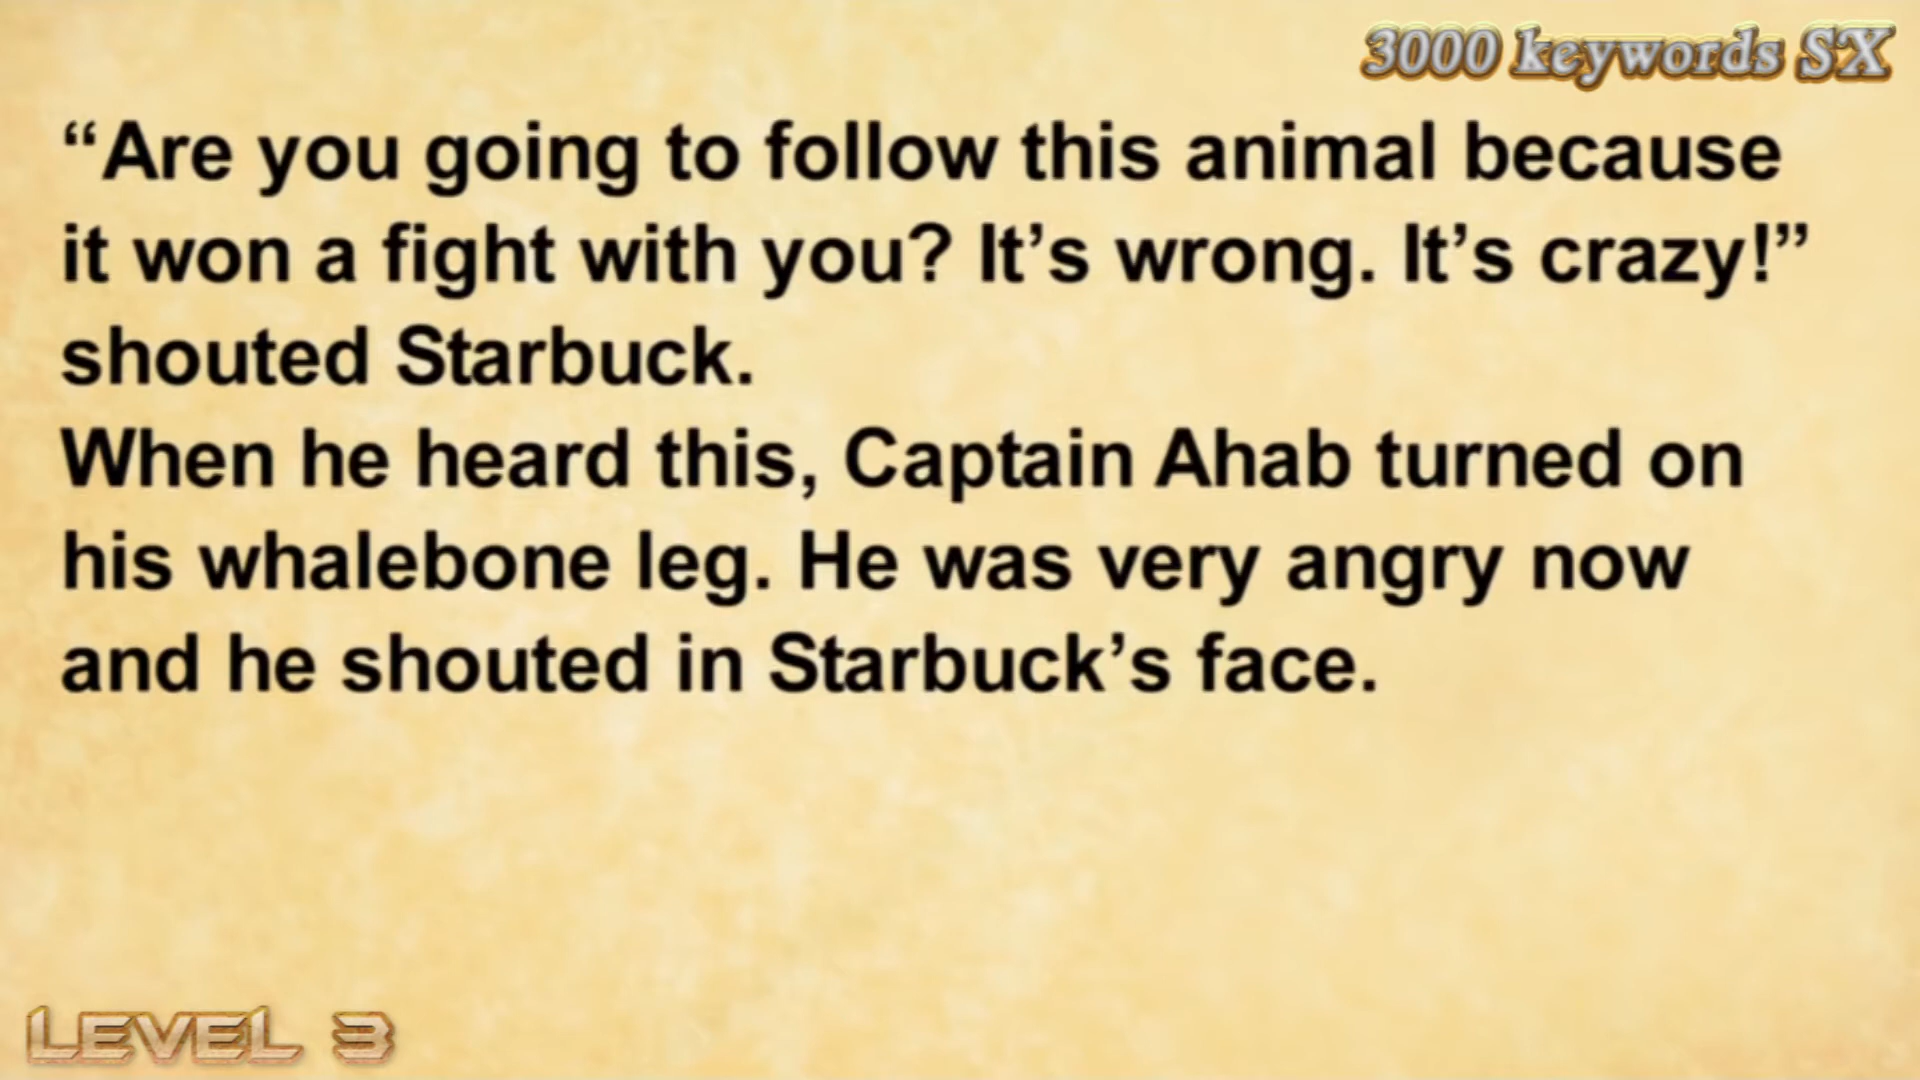 3000 keywords SX
“Are you going to follow this animal because
it won a fight with you? It’s wrong. It’s crazy!”
shouted Starbuck.
When he heard this, Captain Ahab turned on
his whalebone leg. He was very angry now
and he shouted in Starbuck’s face.
LEVEL 3